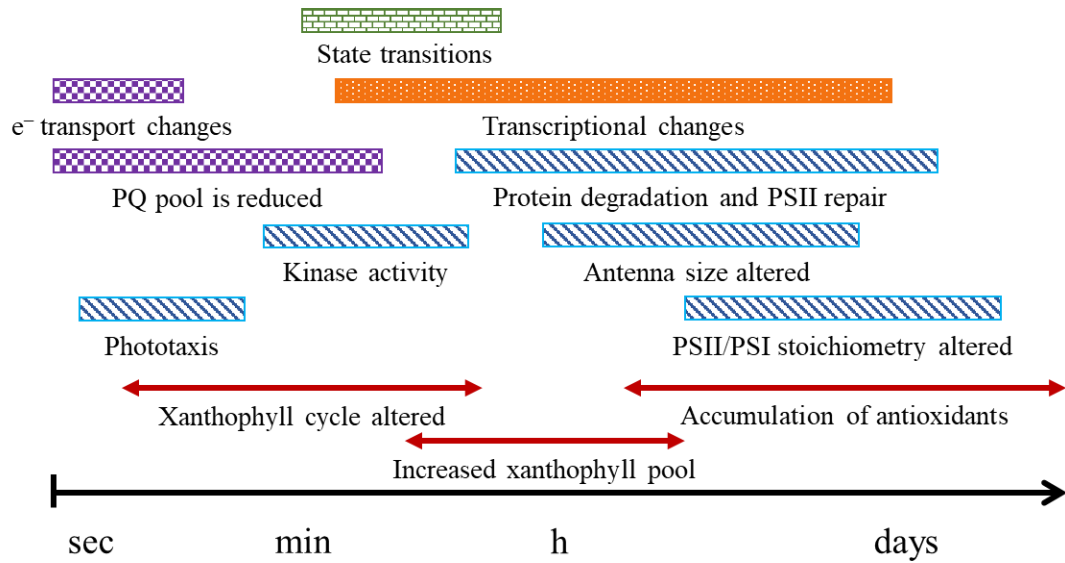 State transitions
e⁻ transport changes
Transcriptional changes
PQ pool is reduced
Protein degradation and PSII repair
Kinase activity
Antenna size altered
Phototaxis
PSII/PSI stoichiometry altered
Xanthophyll cycle altered
Accumulation of antioxidants
Increased xanthophyll pool
sec min h days